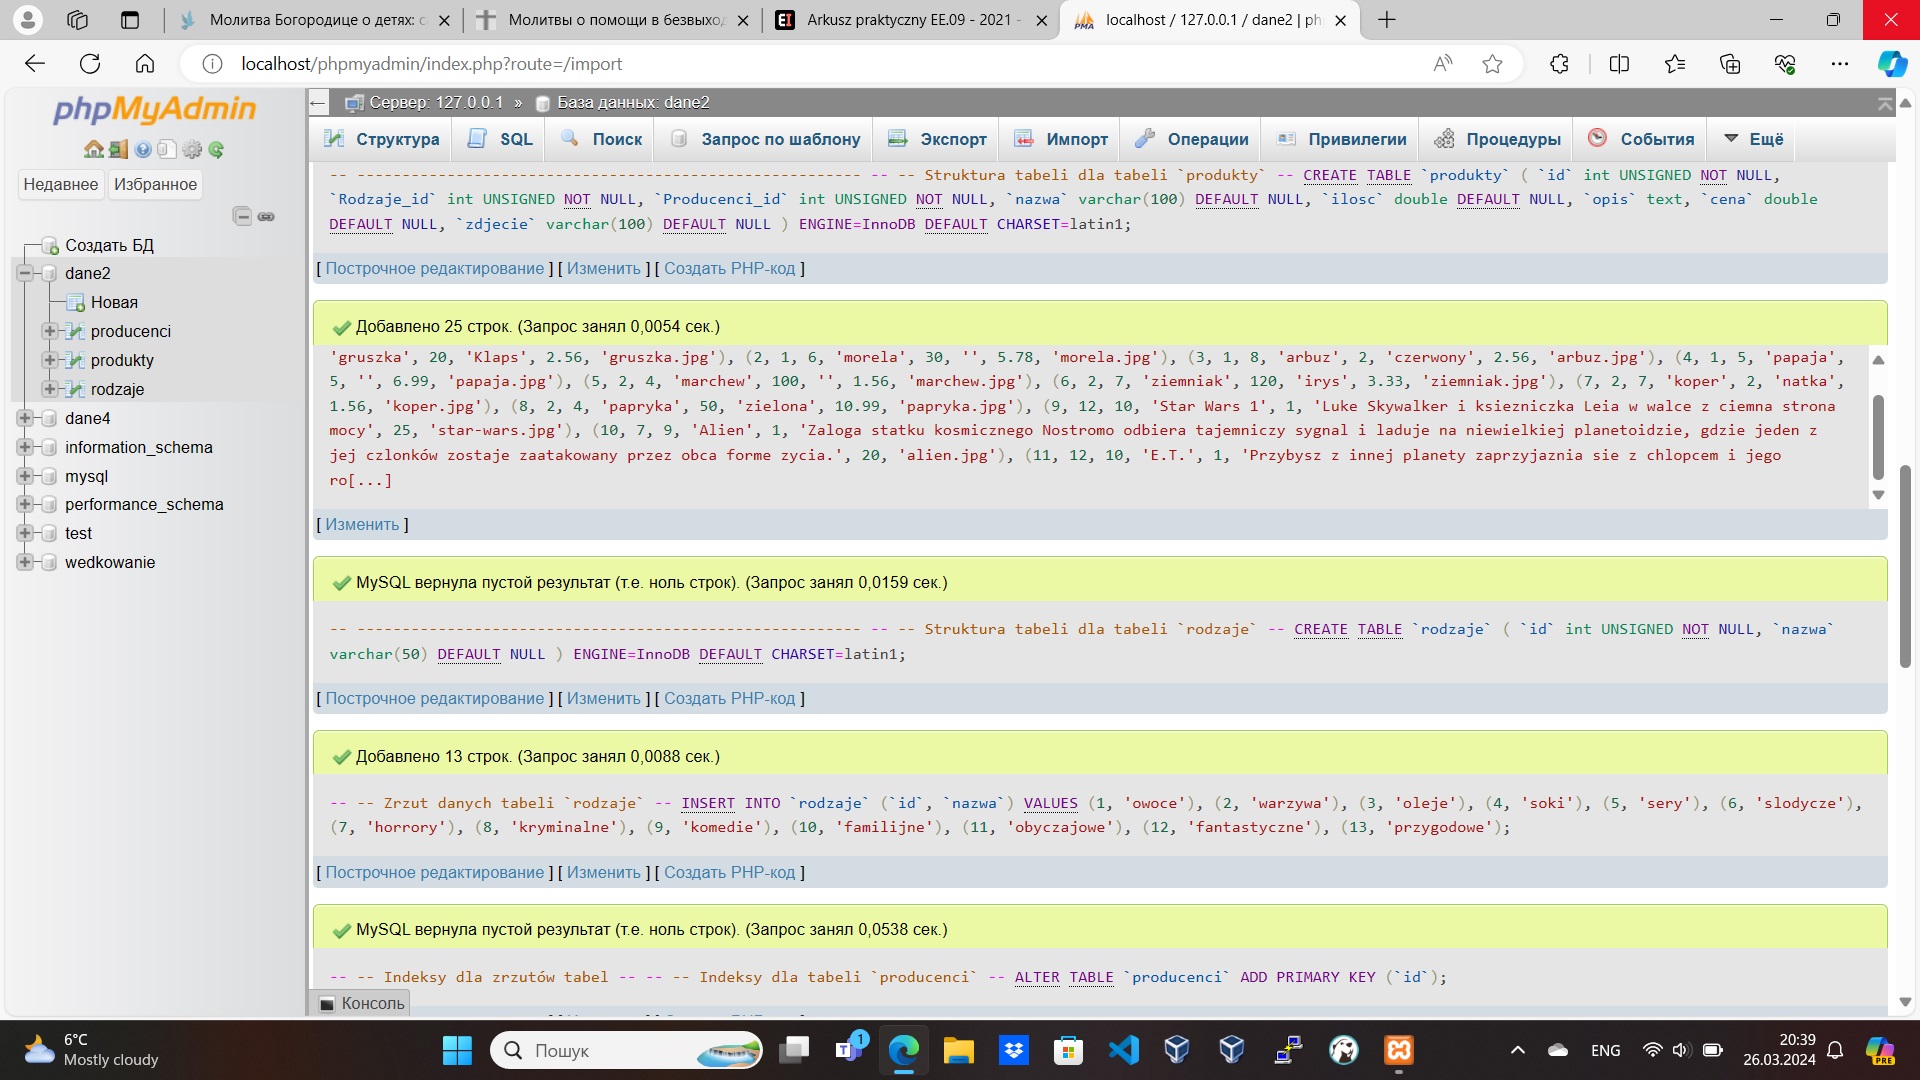 Молитва Богородице о детях: с
Молитвы о помощи в безвыход
Arkusz praktyczny EE.09 - 2021 -
localhost / 127.0.0.1 / dane2 | ph
localhost/phpmyadmin/index.php?route=/import
phpMyAdmin
Недавнее
Избранное
Создать БД
dane2
Новая
producenci
produkty
rodzaje
dane4
information_schema
mysql
performance_schema
test
wedkowanie
Сервер: 127.0.0.1 » База данных: dane2
Структура
SQL
Поиск
Запрос по шаблону
Экспорт
Импорт
Операции
Привилегии
Процедуры
События
Ещё
-- -------------------------------------------------------- -- -- Struktura tabeli dla tabeli `produkty` -- CREATE TABLE `produkty` ( `id` int UNSIGNED NOT NULL,
`Rodzaje_id` int UNSIGNED NOT NULL, `Producenci_id` int UNSIGNED NOT NULL, `nazwa` varchar(100) DEFAULT NULL, `ilosc` double DEFAULT NULL, `opis` text, `cena` double
DEFAULT NULL, `zdjecie` varchar(100) DEFAULT NULL ) ENGINE=InnoDB DEFAULT CHARSET=latin1;
[ Построчное редактирование ] [ Изменить ] [ Создать PHP-код ]
Добавлено 25 строк. (Запрос занял 0,0054 сек.)
'gruszka', 20, 'Klaps', 2.56, 'gruszka.jpg'), (2, 1, 6, 'morela', 30, '', 5.78, 'morela.jpg'), (3, 1, 8, 'arbuz', 2, 'czerwony', 2.56, 'arbuz.jpg'), (4, 1, 5, 'papaja',
5, '', 6.99, 'papaja.jpg'), (5, 2, 4, 'marchew', 100, '', 1.56, 'marchew.jpg'), (6, 2, 7, 'ziemniak', 120, 'irys', 3.33, 'ziemniak.jpg'), (7, 2, 7, 'koper', 2, 'natka',
1.56, 'koper.jpg'), (8, 2, 4, 'papryka', 50, 'zielona', 10.99, 'papryka.jpg'), (9, 12, 10, 'Star Wars 1', 1, 'Luke Skywalker i ksiezniczka Leia w walce z ciemna strona
mocy', 25, 'star-wars.jpg'), (10, 7, 9, 'Alien', 1, 'Zaloga statku kosmicznego Nostromo odbiera tajemniczy sygnal i laduje na niewielkiej planetoidzie, gdzie jeden z
jej członków zostaje zaatakowany przez obca forme zycia.', 20, 'alien.jpg'), (11, 12, 10, 'E.T.', 1, 'Przybysz z innej planety zaprzyjaznia sie z chlopcem i jego
ro[...]
[ Изменить ]
MySQL вернула пустой результат (т.е. ноль строк). (Запрос занял 0,0159 сек.)
-- -------------------------------------------------------- -- -- Struktura tabeli dla tabeli `rodzaje` -- CREATE TABLE `rodzaje` ( `id` int UNSIGNED NOT NULL, `nazwa`
varchar(50) DEFAULT NULL ) ENGINE=InnoDB DEFAULT CHARSET=latin1;
[ Построчное редактирование ] [ Изменить ] [ Создать PHP-код ]
Добавлено 13 строк. (Запрос занял 0,0088 сек.)
-- -- Zrzut danych tabeli `rodzaje` -- INSERT INTO `rodzaje` (`id`, `nazwa`) VALUES (1, 'owoce'), (2, 'warzywa'), (3, 'oleje'), (4, 'soki'), (5, 'sery'), (6, 'slodycze'),
(7, 'horrory'), (8, 'kryminalne'), (9, 'komedie'), (10, 'familijne'), (11, 'obyczajowe'), (12, 'fantastyczne'), (13, 'przygodowe');
[ Построчное редактирование ] [ Изменить ] [ Создать PHP-код ]
MySQL вернула пустой результат (т.е. ноль строк). (Запрос занял 0,0538 сек.)
-- -- Indeksy dla zrzutów tabel -- -- -- Indeksy dla tabeli `producenci` -- ALTER TABLE `producenci` ADD PRIMARY KEY (`id`);
Консоль
6°C
Mostly cloudy
Пошук
1
ENG
20:39
26.03.2024
PRE